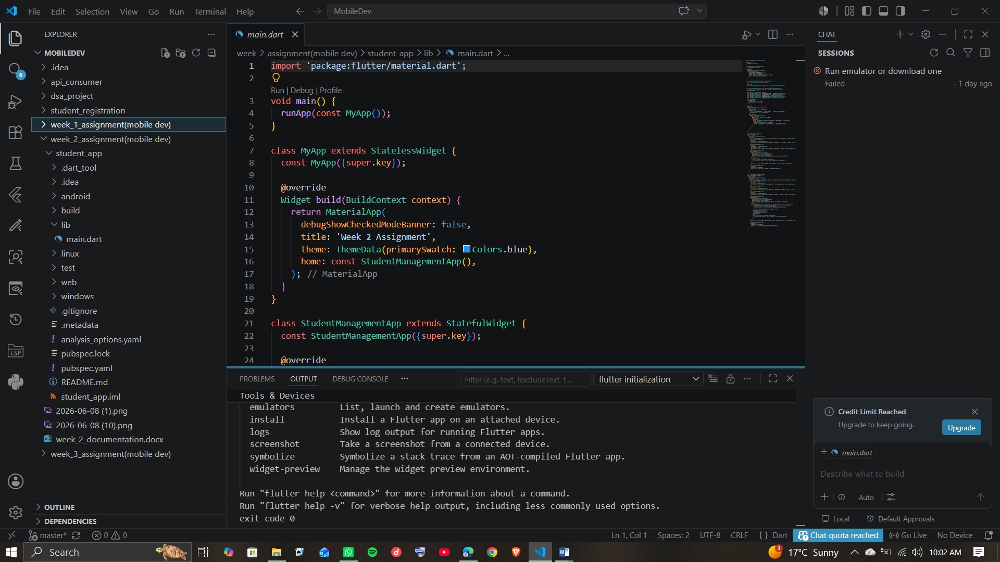 File Edit Selection View Go Run Terminal Help
MobileDev
EXPLORER
MOBILEDEV
.idea
api_consumer
dsa_project
student_registration
week_1_assignment(mobile dev)
week_2_assignment(mobile dev)
student_app
.dart_tool
.idea
android
build
lib
main.dart
linux
test
web
windows
.gitignore
.metadata
analysis_options.yaml
pubspec.lock
pubspec.yaml
README.md
student_app.iml
2026-06-08 (1).png
2026-06-08 (10).png
week_2_documentation.docx
week_3_assignment(mobile dev)
OUTLINE
DEPENDENCIES
6
LSP
main.dart
week_2_assignment(mobile dev) > student_app > lib > main.dart > ...
1 import 'package:flutter/material.dart';
2
Run | Debug | Profile
3 void main() {
4 runApp(const MyApp());
5 }
6
7 class MyApp extends StatelessWidget {
8 const MyApp({super.key});
9
10 @override
11 Widget build(BuildContext context) {
12 return MaterialApp(
13 debugShowCheckedModeBanner: false,
14 title: 'Week 2 Assignment',
15 theme: ThemeData(primarySwatch: Colors.blue),
16 home: const StudentManagementApp(),
17 ); // MaterialApp
18 }
19 }
20
21 class StudentManagementApp extends StatefulWidget {
22 const StudentManagementApp({super.key});
23
24 @override
PROBLEMS OUTPUT DEBUG CONSOLE ...
Filter (e.g. text, !excludeText, t...
flutter initialization
Tools & Devices
emulators List, launch and create emulators.
install Install a Flutter app on an attached device.
logs Show log output for running Flutter apps.
screenshot Take a screenshot from a connected device.
symbolize Symbolize a stack trace from an AOT-compiled Flutter app.
widget-preview Manage the widget preview environment.
Run "flutter help <command>" for more information about a command.
Run "flutter help -v" for verbose help output, including less commonly used options.
exit code 0
CHAT
SESSIONS
Run emulator or download one
Failed · 1 day ago
Credit Limit Reached
Upgrade to keep going.
Upgrade
main.dart
Describe what to build
Auto
Local Default Approvals
master* 0 0
Ln 1, Col 1 Spaces: 2 UTF-8 CRLF {} Dart Chat quota reached Go Live No Device
Search
3
17°C Sunny
10:02 AM